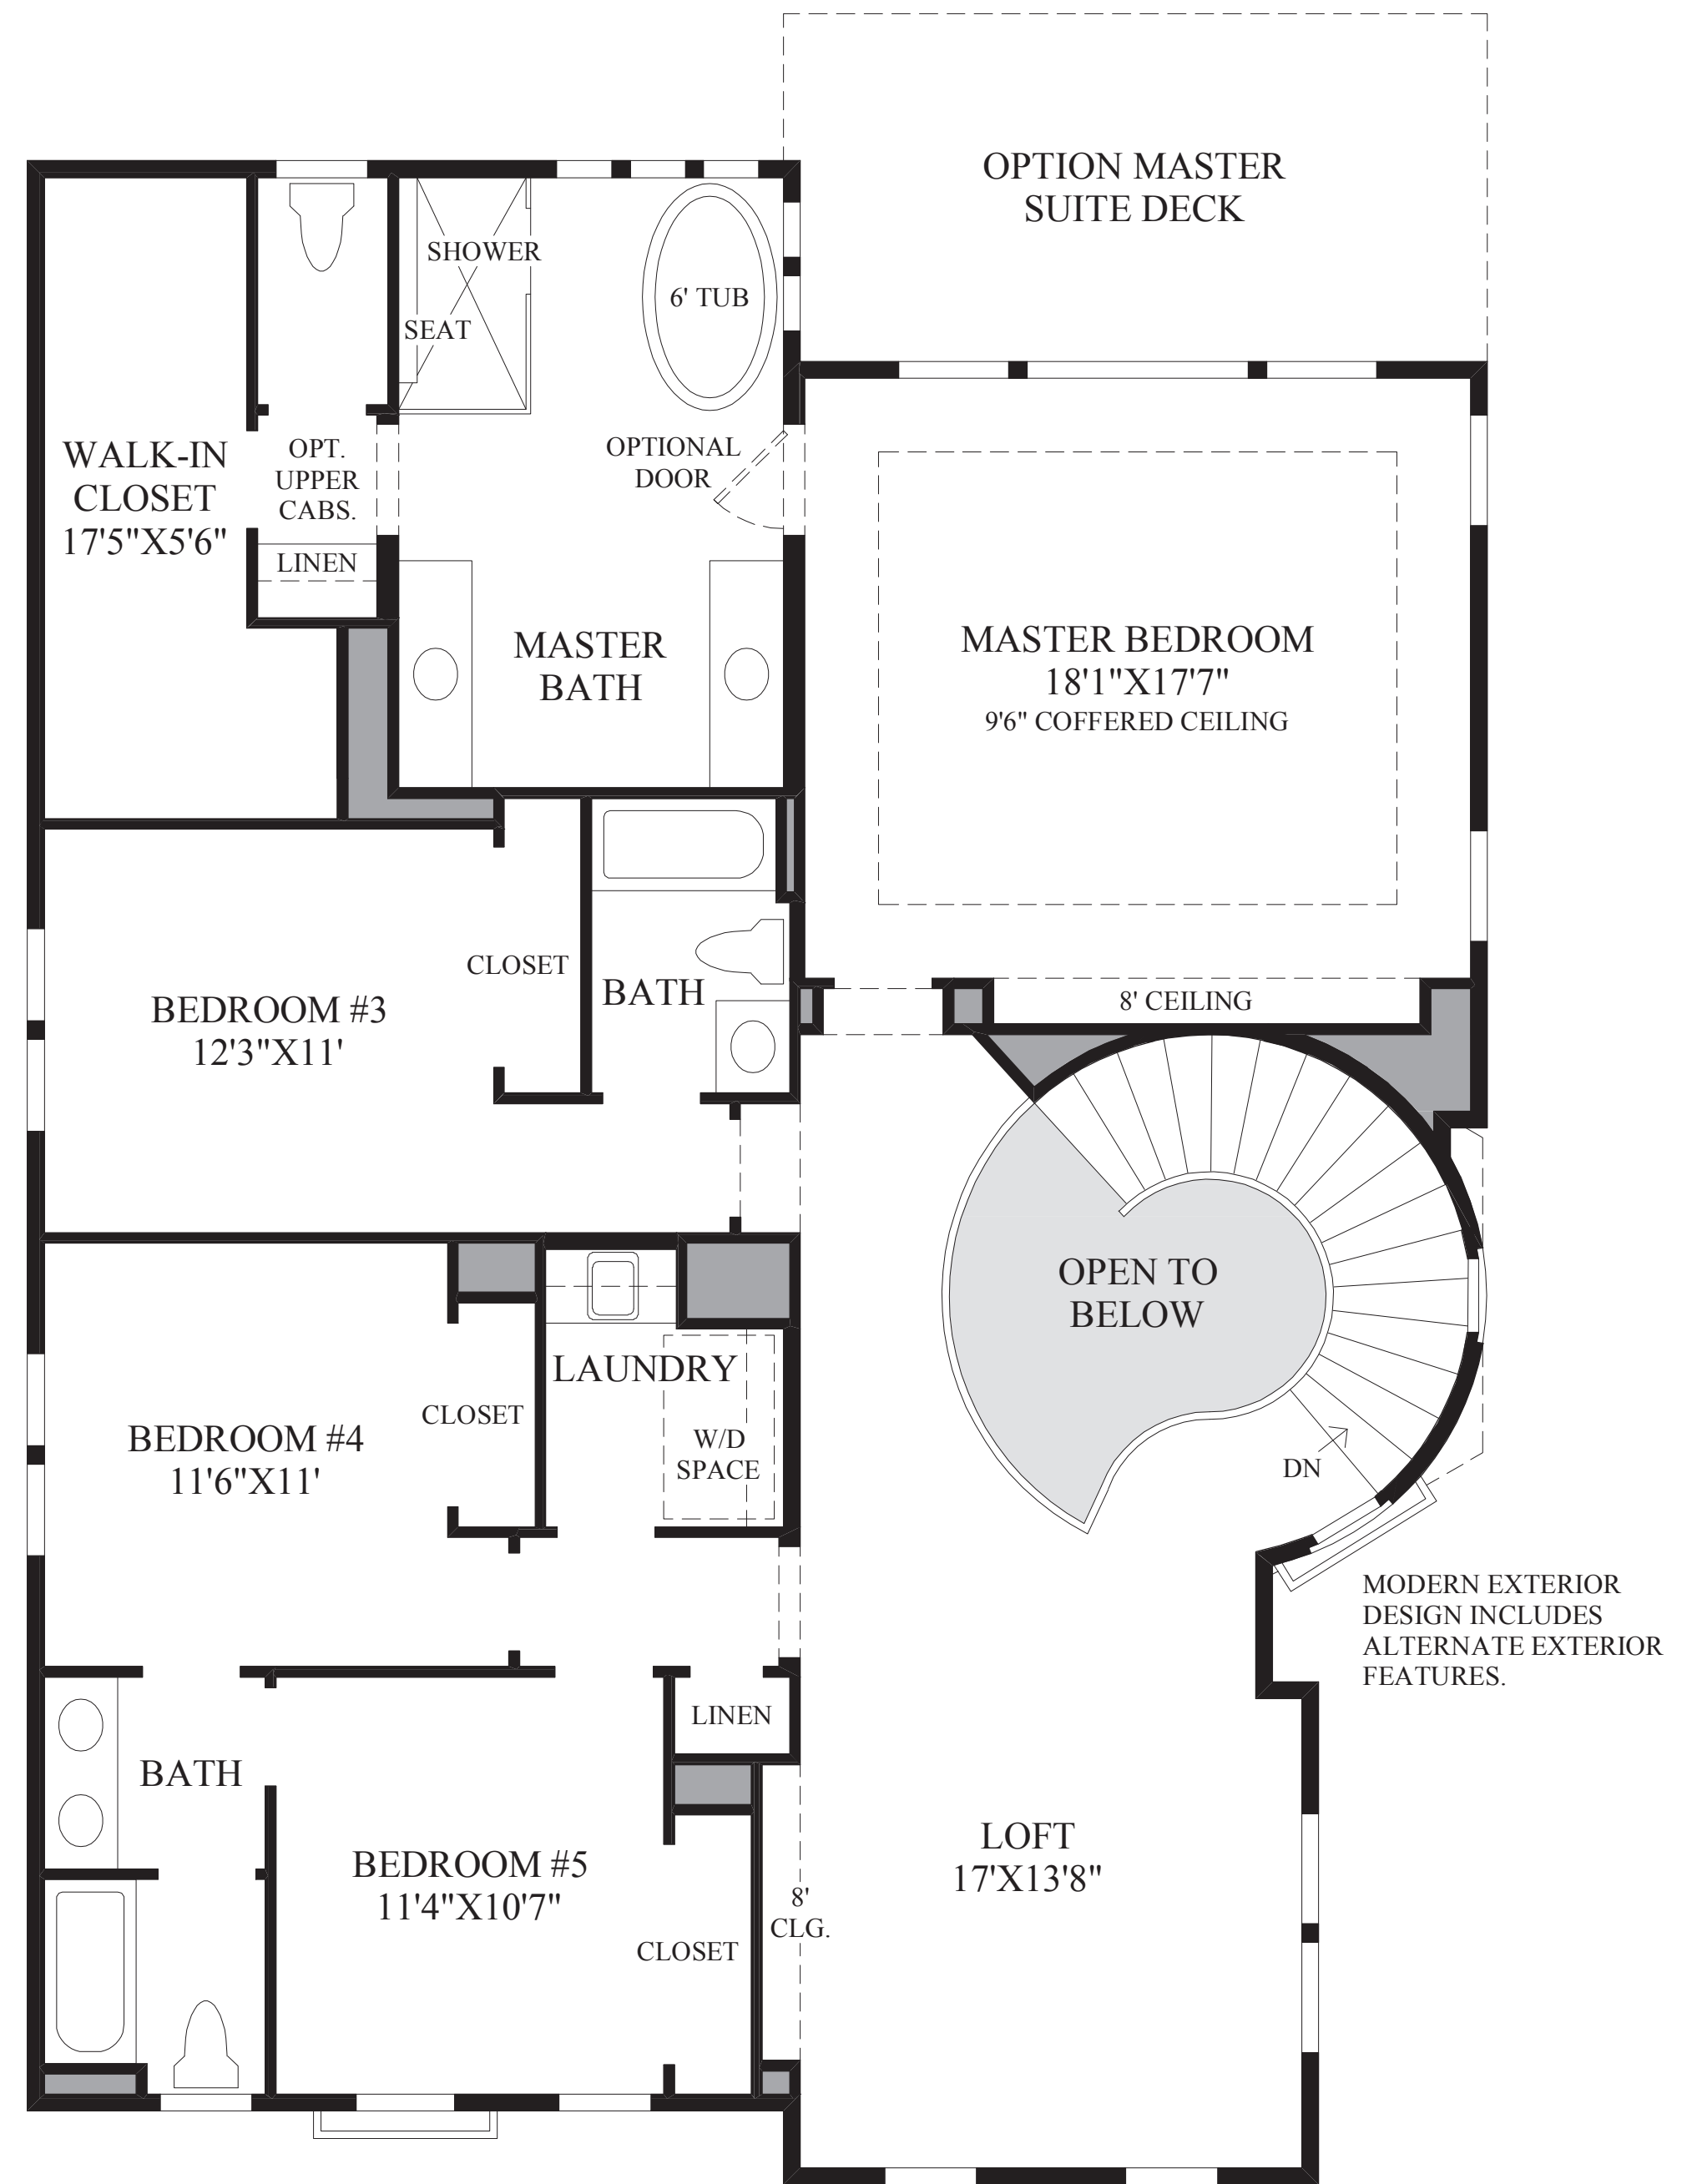 OPTION MASTER
SUITE DECK
SHOWER
SEAT
6' TUB
WALK-IN
CLOSET
17'5"X5'6"
OPT.
UPPER
CABS.
LINEN
OPTIONAL
DOOR
MASTER
BATH
MASTER BEDROOM
18'1"X17'7"
9'6" COFFERED CEILING
8' CEILING
CLOSET
BATH
BEDROOM #3
12'3"X11'
OPEN TO
BELOW
DN
LAUNDRY
W/D
SPACE
CLOSET
BEDROOM #4
11'6"X11'
MODERN EXTERIOR
DESIGN INCLUDES
ALTERNATE EXTERIOR
FEATURES.
LINEN
BATH
BEDROOM #5
11'4"X10'7"
CLOSET
8'
CLG.
LOFT
17'X13'8"